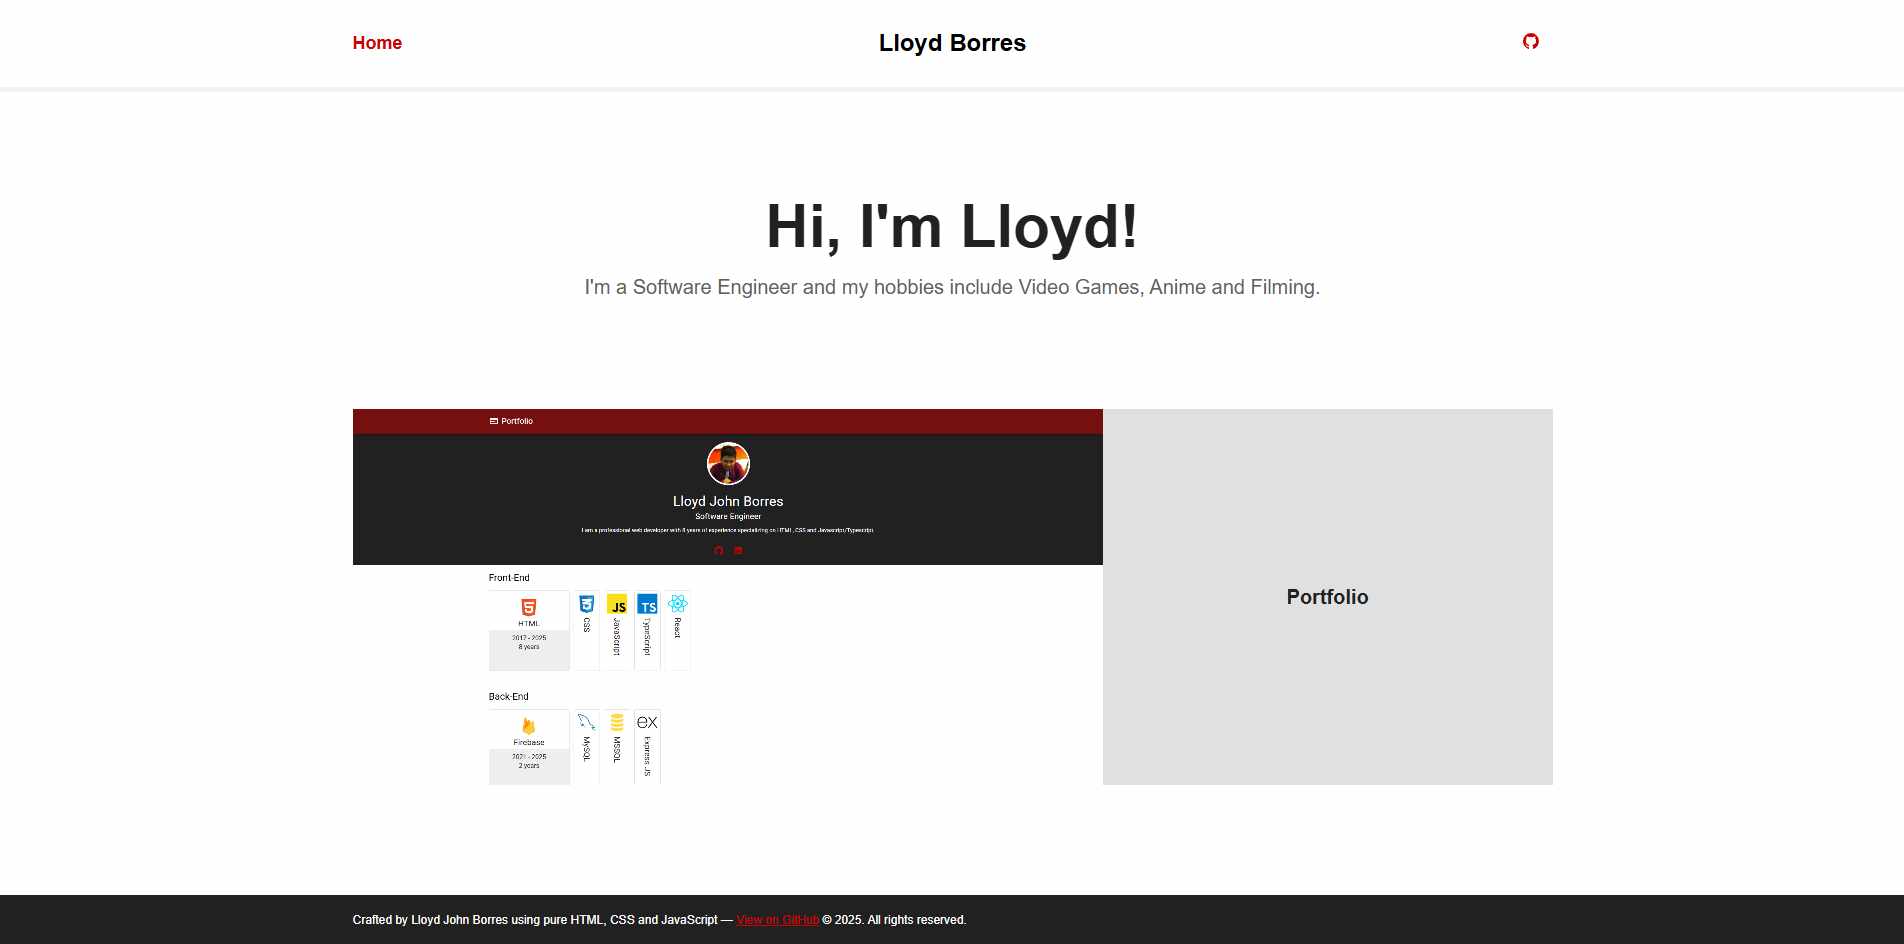 Home
Lloyd Borres
Hi, I'm Lloyd!
I'm a Software Engineer and my hobbies include Video Games, Anime and Filming.
Portfolio
Lloyd John Borres
Software Engineer
I am a professional web developer with 8 years of experience specializing on HTML, CSS and Javascript/Typescript.
Front-End
HTML
2017 - 2025
8 years
CSS
JS
JavaScript
TS
TypeScript
React
Back-End
Firebase
2021 - 2025
2 years
MySQL
MSSQL
ex
Express JS
Portfolio
Crafted by Lloyd John Borres using pure HTML, CSS and JavaScript — View on GitHub © 2025. All rights reserved.